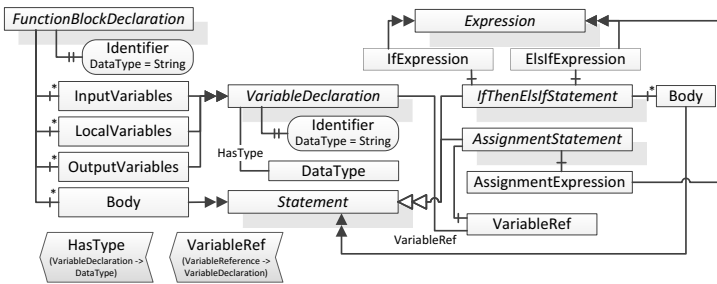 FunctionBlockDeclaration
Identifier
DataType = String
*
InputVariables
*
LocalVariables
*
OutputVariables
*
Body
VariableDeclaration
Identifier
DataType = String
HasType
DataType
Statement
Expression
IfExpression
ElsIfExpression
IfThenElsIfStatement
*
Body
AssignmentStatement
AssignmentExpression
VariableRef
VariableRef
HasType
(VariableDeclaration ->
DataType)
VariableRef
(VariableReference ->
VariableDeclaration)